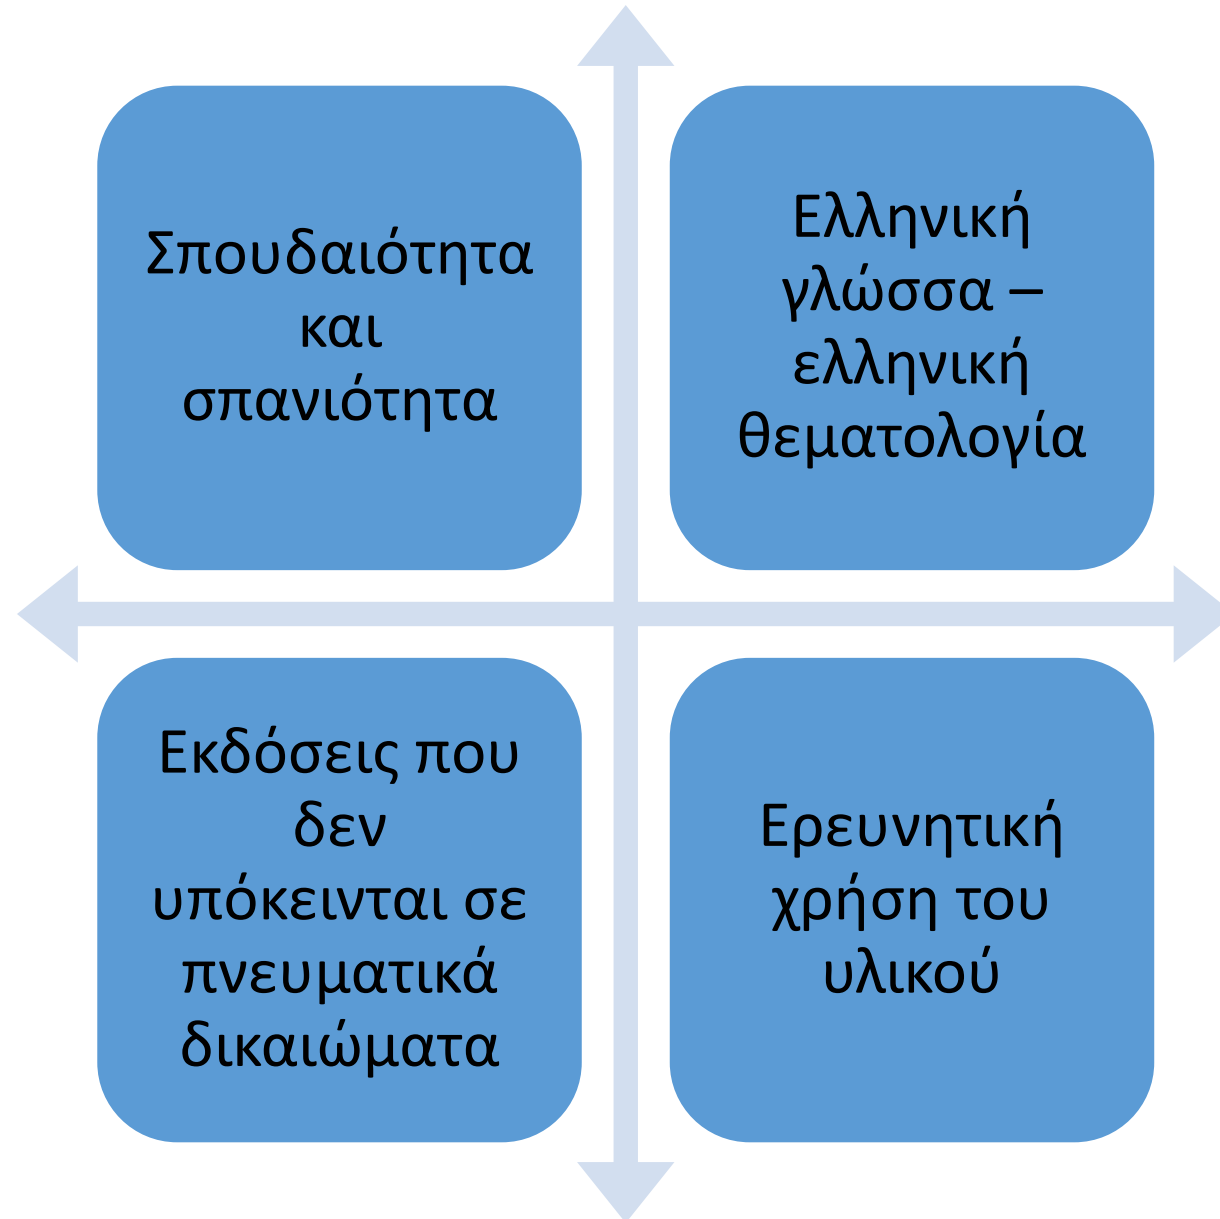 Σπουδαιότητα
και
σπανιότητα
Ελληνική
γλώσσα –
ελληνική
θεματολογία
Εκδόσεις που
δεν
υπόκεινται σε
πνευματικά
δικαιώματα
Ερευνητική
χρήση του
υλικού